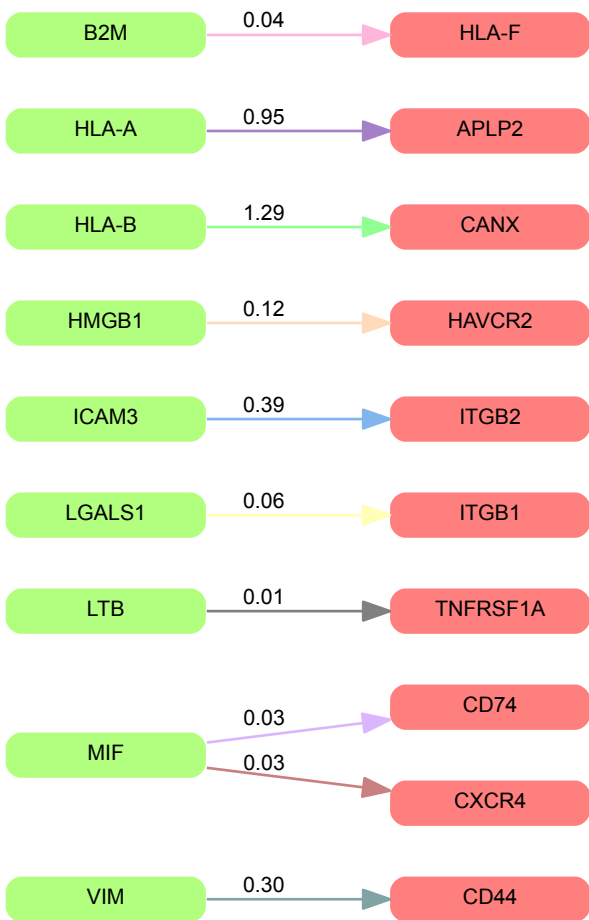 B2M 0.04 HLA-F
HLA-A 0.95 APLP2
HLA-B 1.29 CANX
HMGB1 0.12 HAVCR2
ICAM3 0.39 ITGB2
LGALS1 0.06 ITGB1
LTB 0.01 TNFRSF1A
MIF 0.03 CD74
0.03 CXCR4
VIM 0.30 CD44